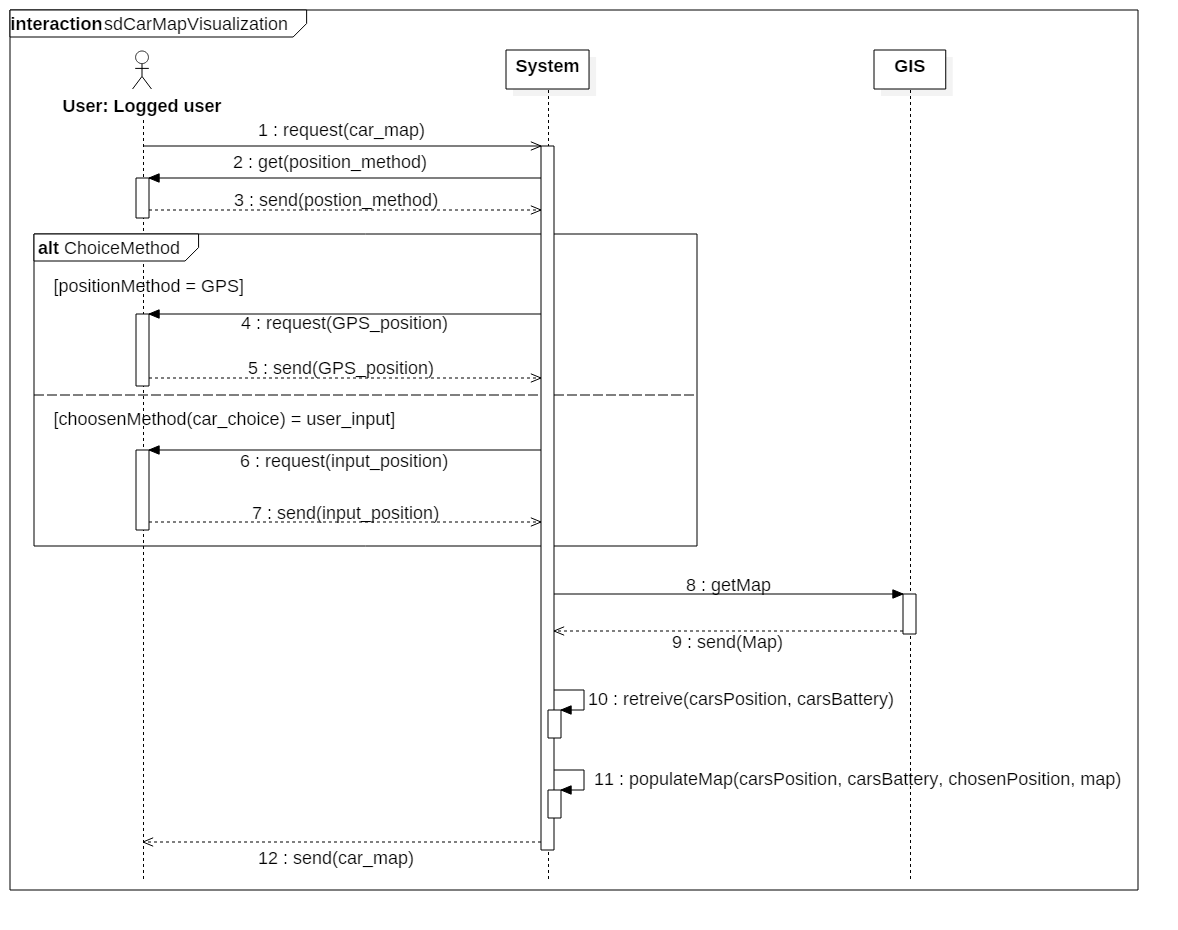 interaction sdCarMapVisualization
System
GIS
User: Logged user
1 : request(car_map)
2 : get(position_method)
3 : send(postion_method)
alt ChoiceMethod
[positionMethod = GPS]
4 : request(GPS_position)
5 : send(GPS_position)
[choosenMethod(car_choice) = user_input]
6 : request(input_position)
7 : send(input_position)
8 : getMap
9 : send(Map)
10 : retreive(carsPosition, carsBattery)
11 : populateMap(carsPosition, carsBattery, chosenPosition, map)
12 : send(car_map)